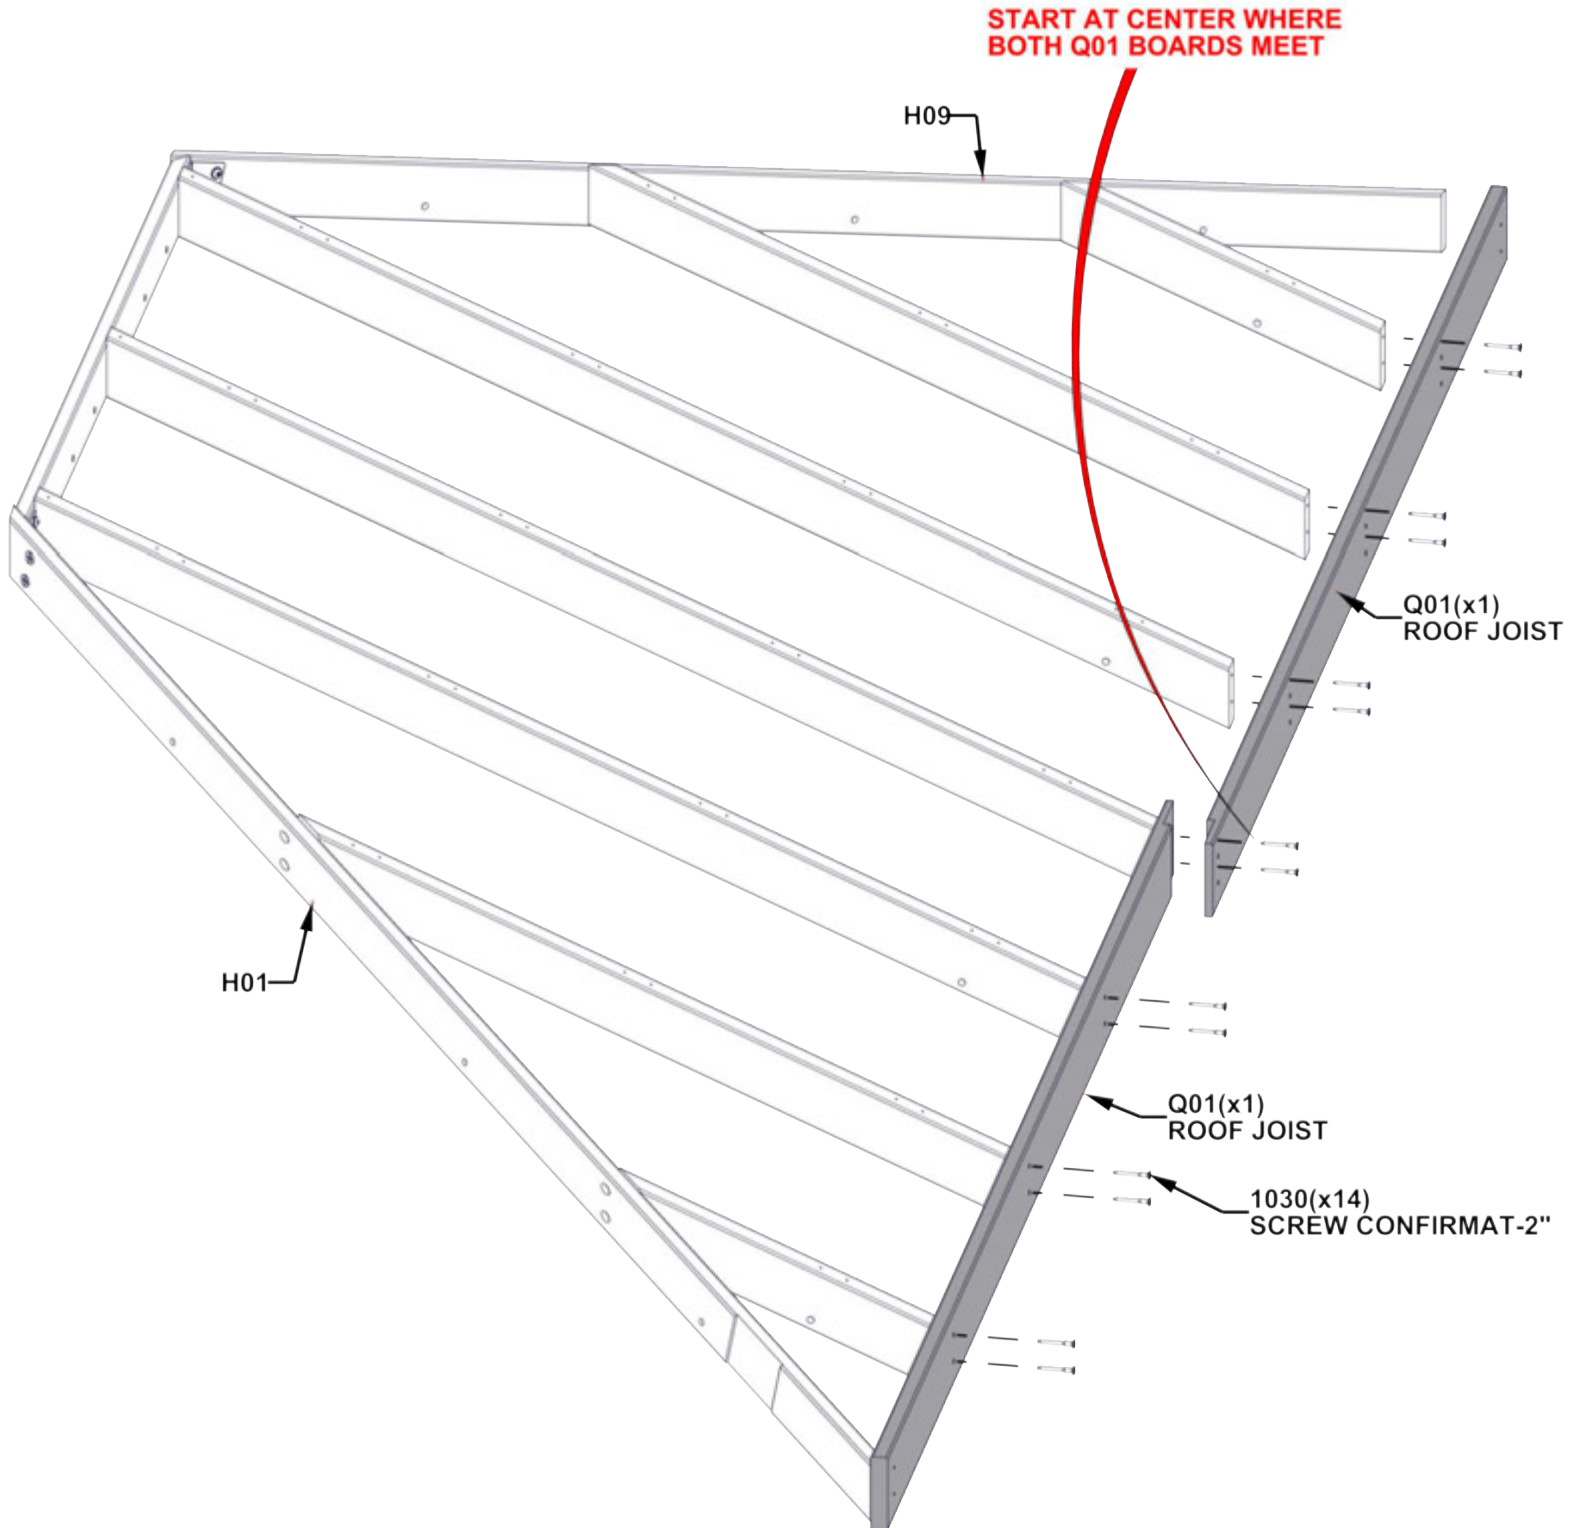 START AT CENTER WHERE
BOTH Q01 BOARDS MEET
H09
Q01(x1)
ROOF JOIST
H01
Q01(x1)
ROOF JOIST
1030(x14)
SCREW CONFIRMAT-2"